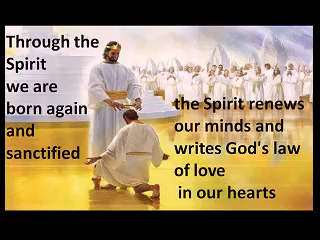 Through the
Spirit
we are
born again
and
sanctified
the Spirit renews
our minds and
writes God's law
of love
in our hearts